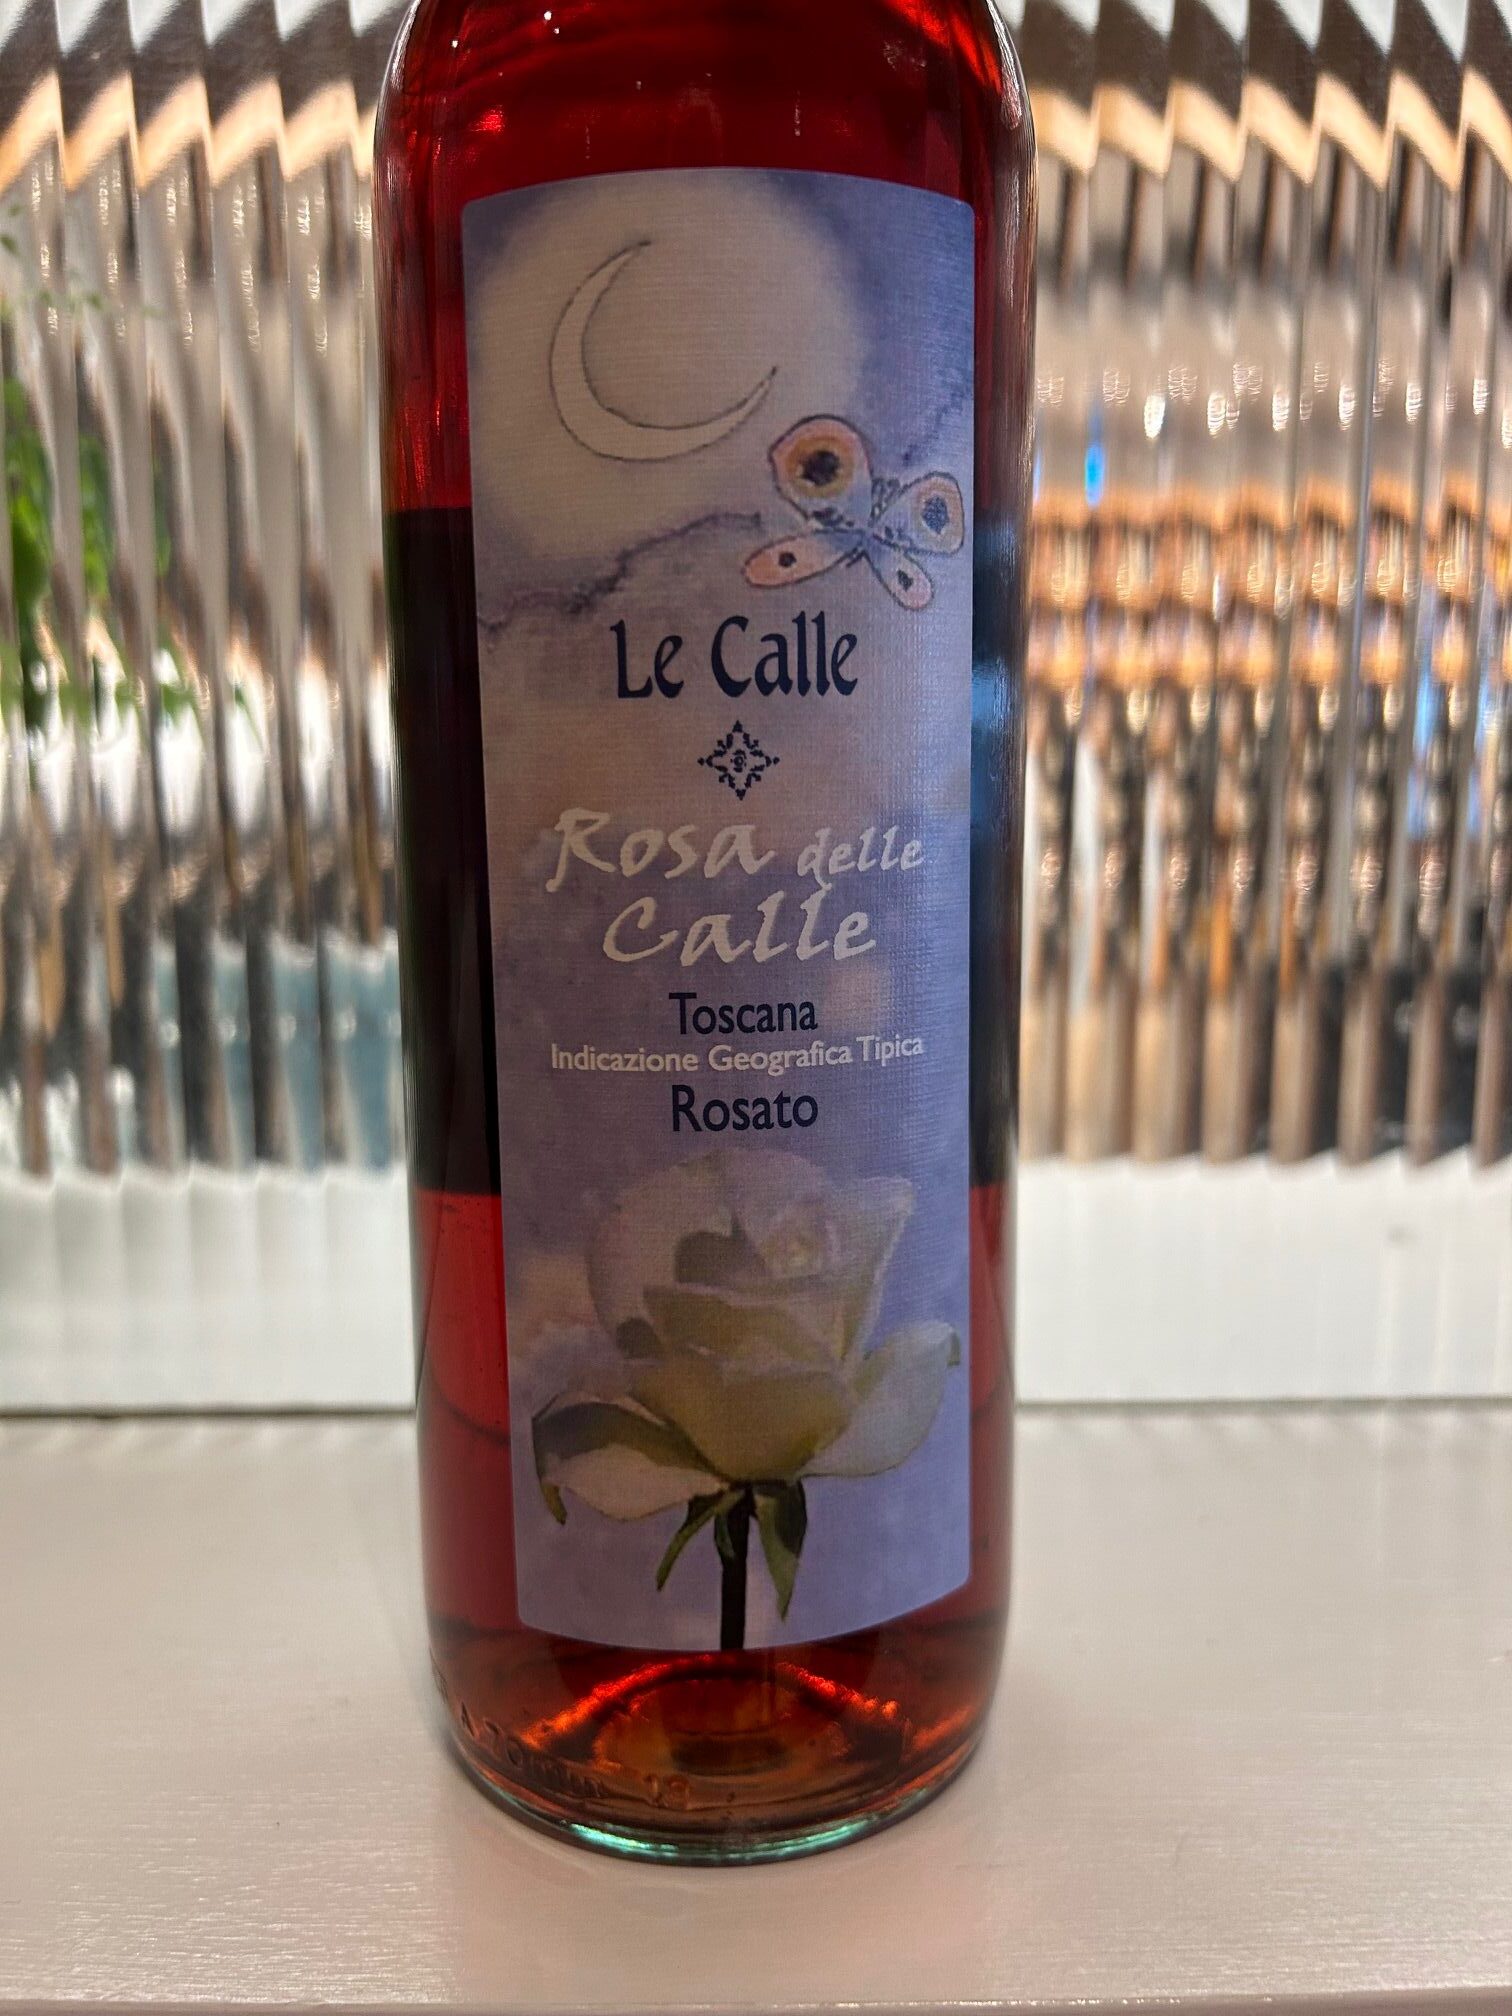 Le Calle
Rosa delle
Calle
Toscana
Indicazione Geografica Tipica
Rosato